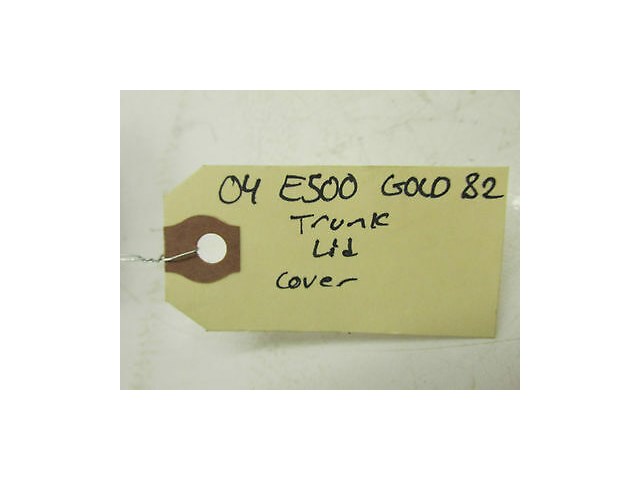 04 E500 GOLD 82
Trunk
Lid
Cover